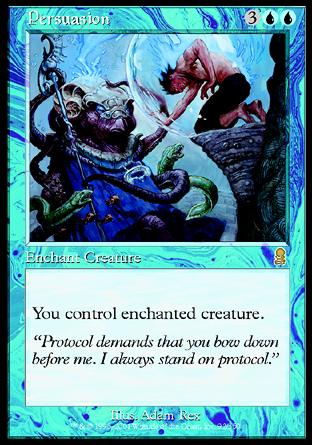 Persuasion 3
Enchant Creature
You control enchanted creature.
“Protocol demands that you bow down
before me. I always stand on protocol.”
Illus. Adam Rex